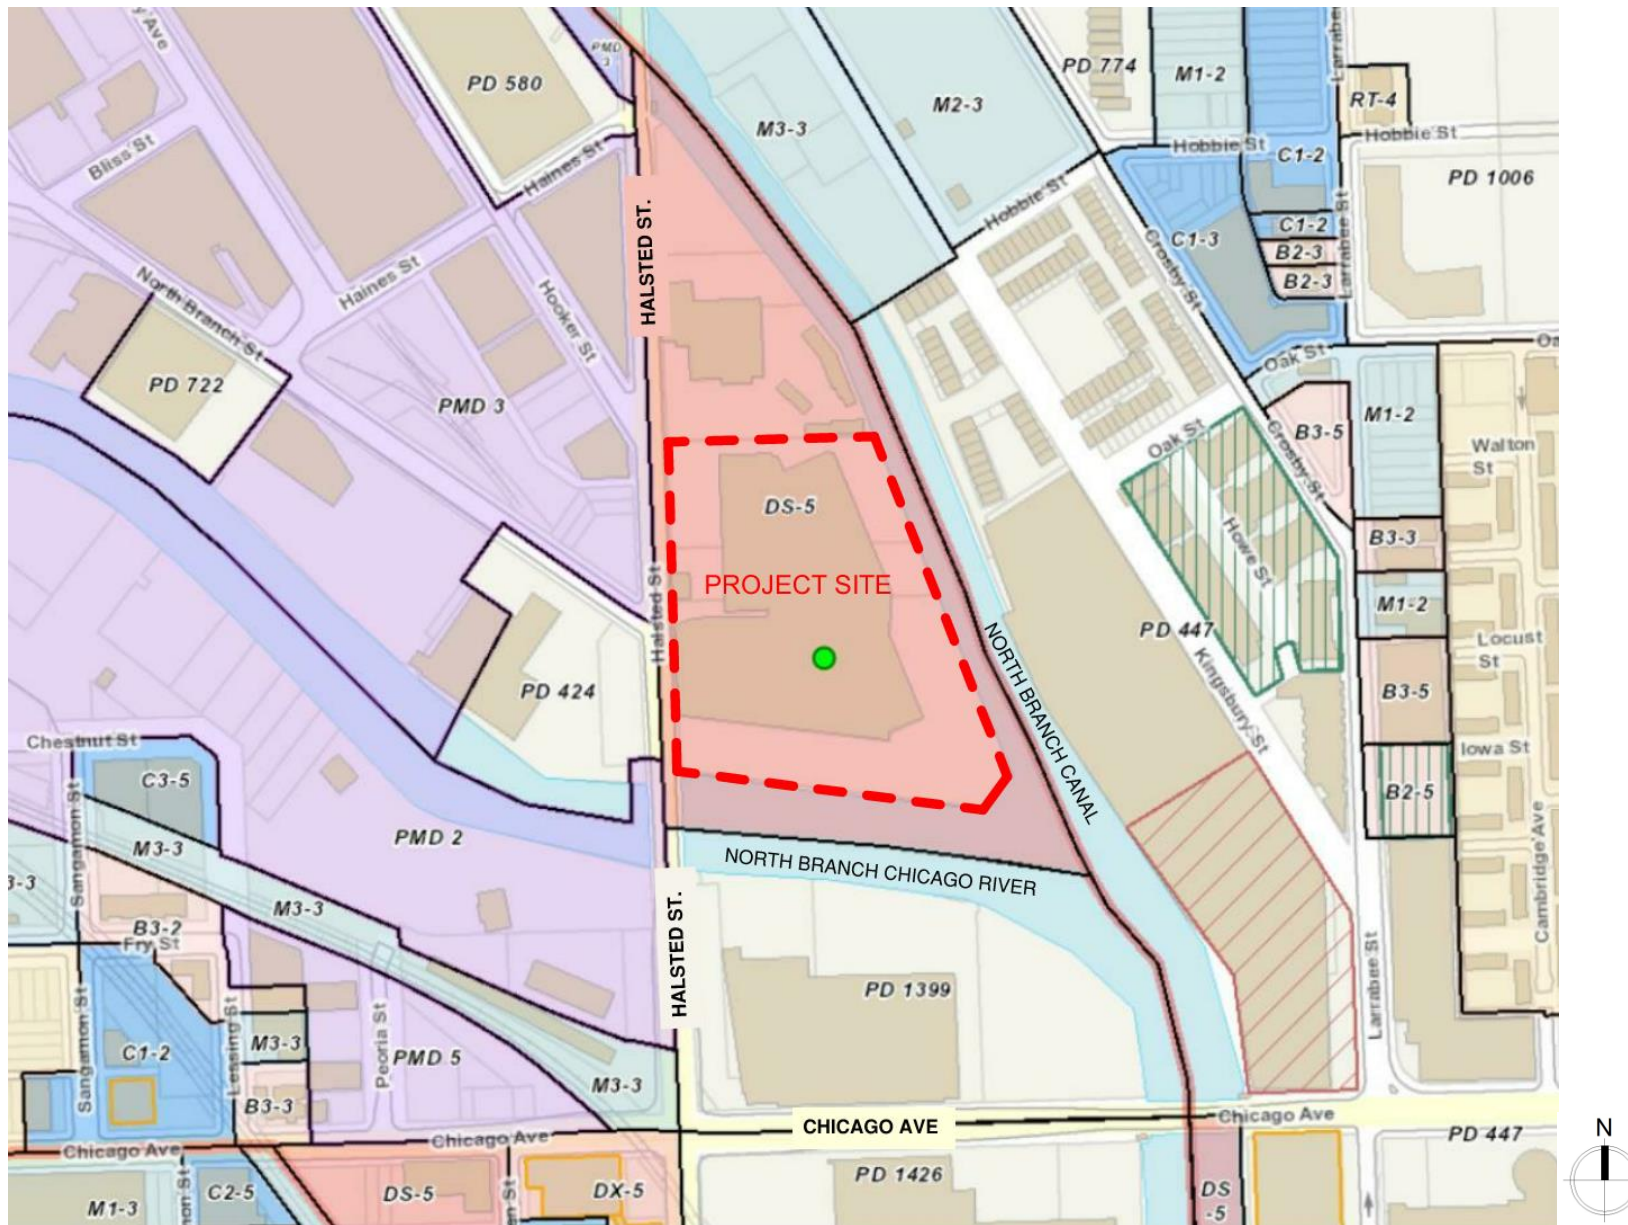 y Ave
PD 580
PMD
3
M3-3
M2-3
PD 774
M1-2
Larrabee
RT-4
Hobbie St
Hobbie St
C1-2
PD 1006
Bliss St
Haines St
HALSTED ST.
Hobbie St
Crosby St
C1-3
C1-2
B2-3
B2-3
Larrabee St
North Branch St
Haines St
Hooker St
PD 722
PMD 3
Oak St
Oak St
B3-5
M1-2
Walton
St
Crosby St
DS-5
Howe St
B3-3
PROJECT SITE
Halsted St
M1-2
PD 447
Locust
St
NORTH BRANCH CANAL
Kingsbury St
PD 424
B3-5
Chestnut St
C3-5
Iowa St
B2-5
Sangamon St
PMD 2
M3-3
NORTH BRANCH CHICAGO RIVER
3-3
M3-3
Cambridge Ave
B3-2
Fry St
HALSTED ST.
PD 1399
Larrabee St
Sangamon St
Lessing St
C1-2
M3-3
Peoria St
PMD 5
M3-3
B3-3
Chicago Ave
Chicago Ave
CHICAGO AVE
Chicago Ave
PD 447
N
C2-5
M1-3
DS-5
DX-5
PD 1426
DS
-5